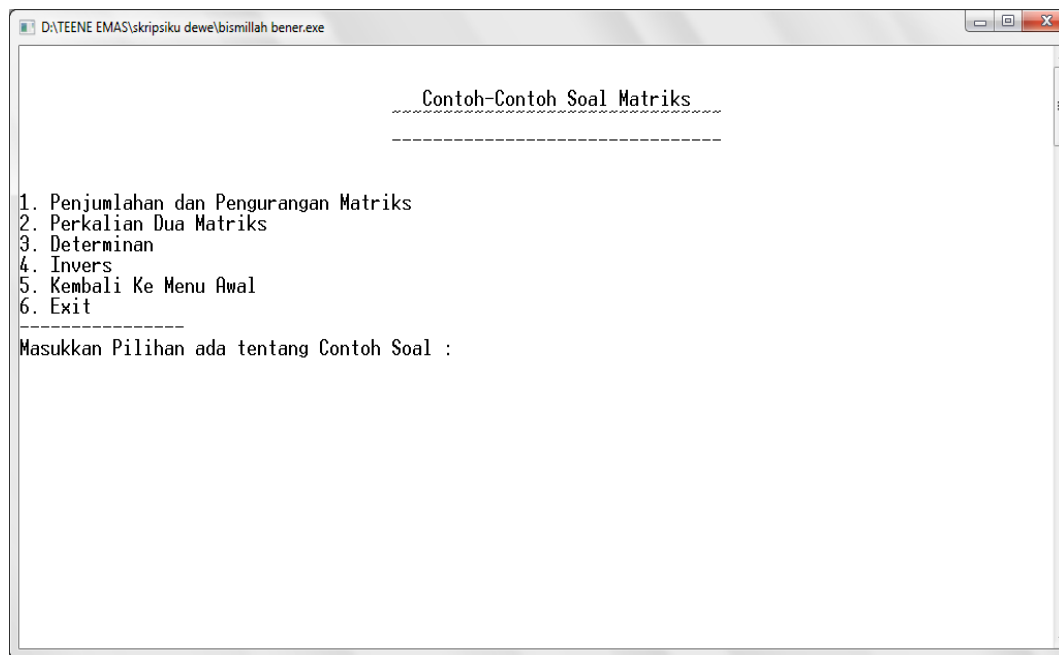 D:\TEENE EMAS\skripsiku dewe\bismillah bener.exe
Contoh-Contoh Soal Matriks
~~~~~~~~~~~~~~~~~~~~~~~~~~~~~~~~
--------------------------------
1. Penjumlahan dan Pengurangan Matriks
2. Perkalian Dua Matriks
3. Determinan
4. Invers
5. Kembali Ke Menu Awal
6. Exit
----------------
Masukkan Pilihan ada tentang Contoh Soal :